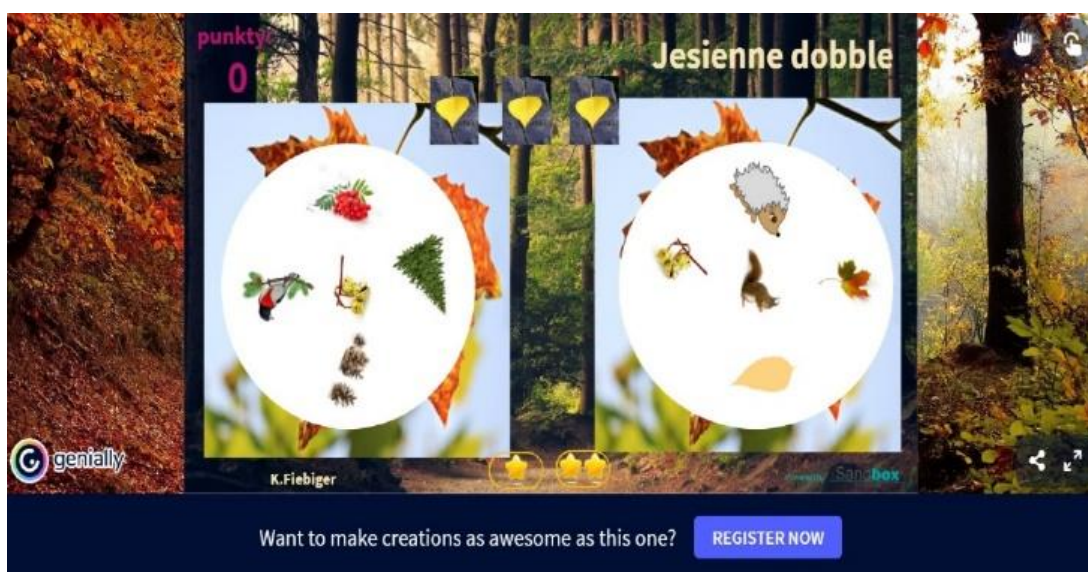 punkty:
0
Jesienne dobble
genially
K.Fiebiger
Sandbox
Want to make creations as awesome as this one?
REGISTER NOW